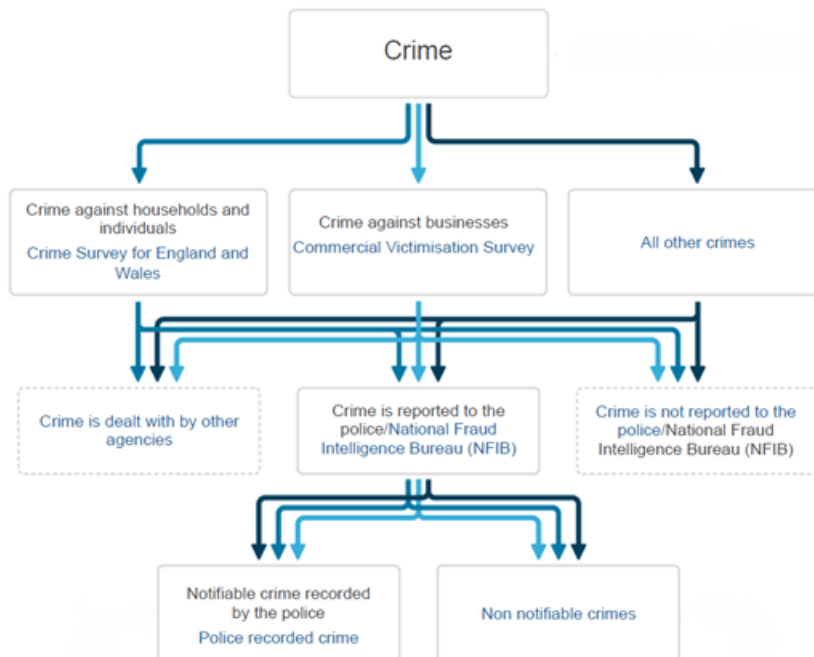 Crime
Crime against households and
individuals
Crime Survey for England and
Wales
Crime against businesses
Commercial Victimisation Survey
All other crimes
Crime is dealt with by other
agencies
Crime is reported to the
police/National Fraud
Intelligence Bureau (NFIB)
Crime is not reported to the
police/National Fraud
Intelligence Bureau (NFIB)
Notifiable crime recorded
by the police
Police recorded crime
Non notifiable crimes